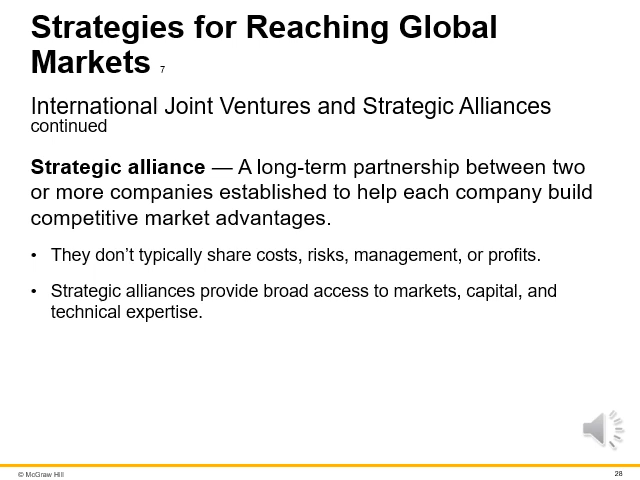 Strategies for Reaching Global
Markets 7
International Joint Ventures and Strategic Alliances
continued
Strategic alliance — A long-term partnership between two
or more companies established to help each company build
competitive market advantages.
• They don’t typically share costs, risks, management, or profits.
• Strategic alliances provide broad access to markets, capital, and
technical expertise.
© McGraw Hill
28